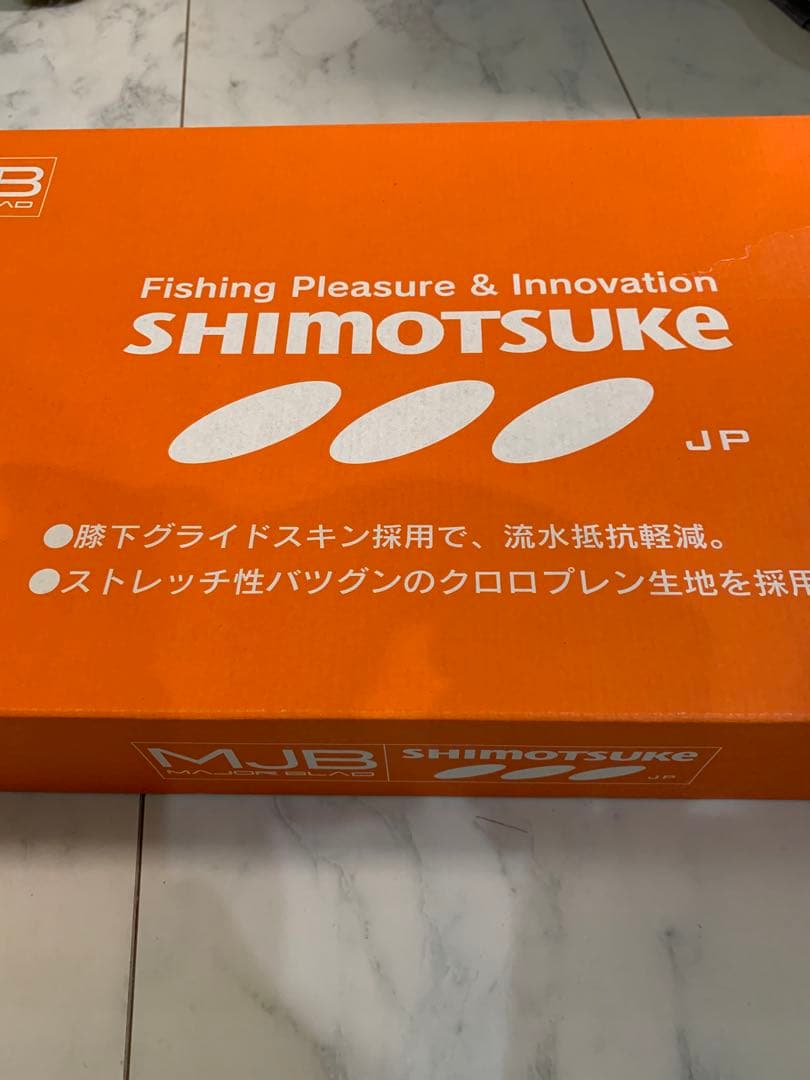 B
Fishing Pleasure & Innovation
SHIMOTSUKE
JP
●膝下グライドスキン採用で、流水抵抗軽減。
●ストレッチ性バツグンのクロロプレン生地を採用
MJB SHIMOTSUKE
MAJOR BLAD JP